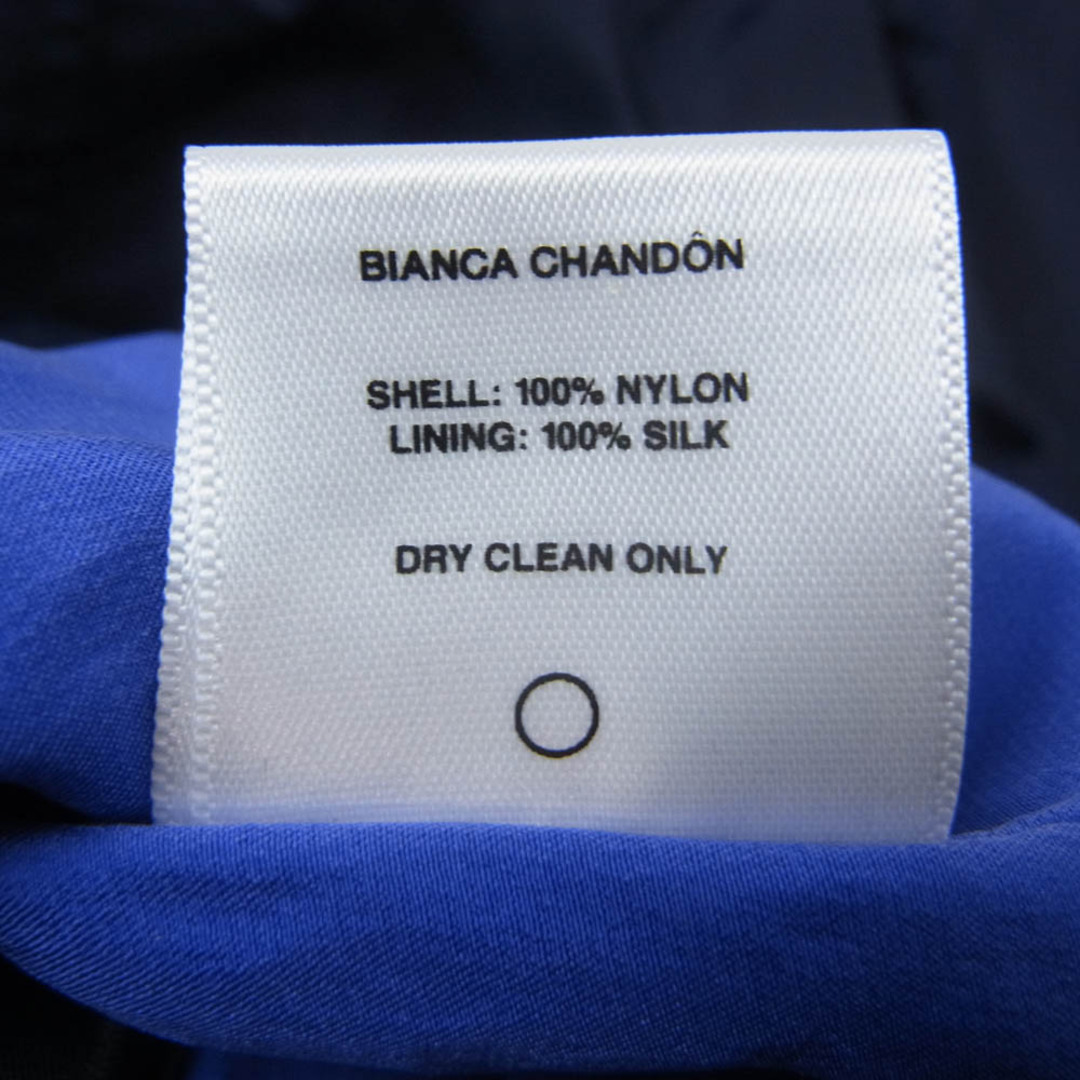 BIANCA CHANDÔN
SHELL: 100% NYLON
LINING: 100% SILK
DRY CLEAN ONLY